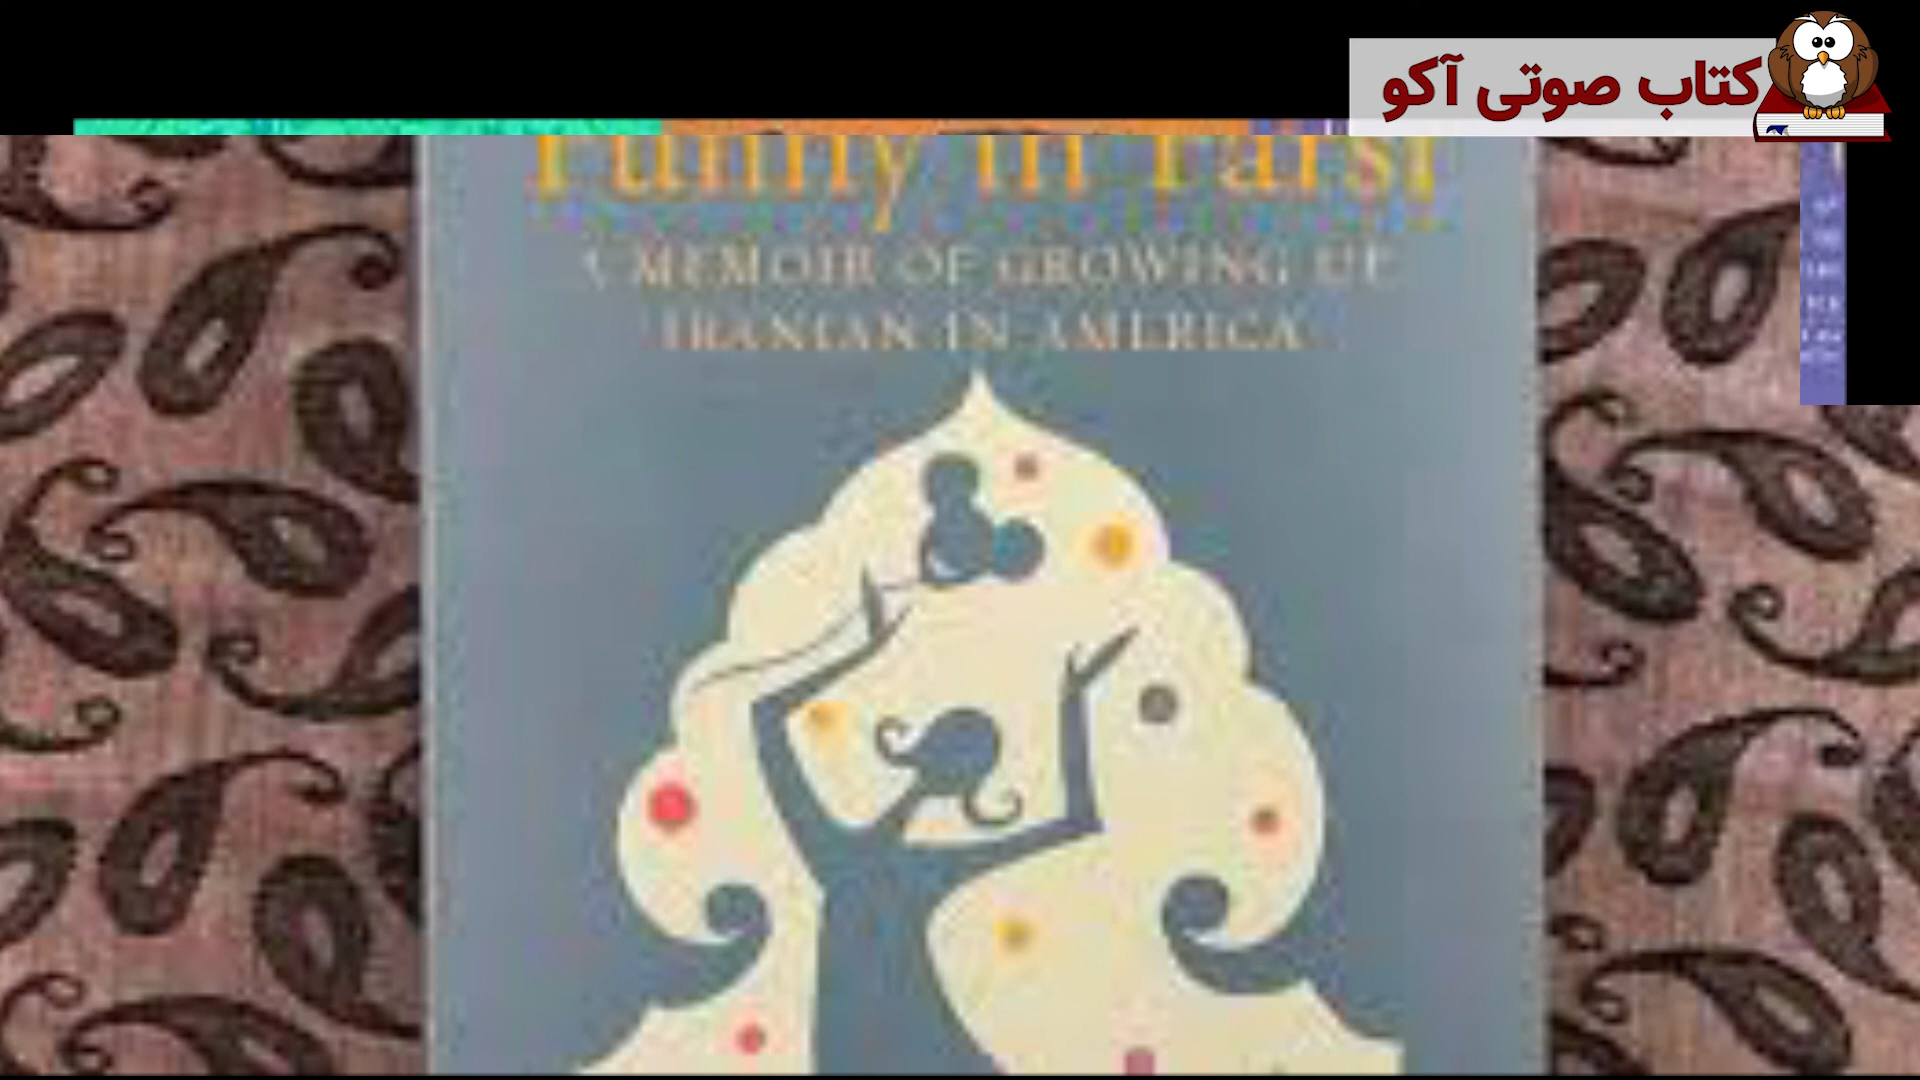 کتاب صوتی آکو
Funny in Farsi
A MEMOIR OF GROWING UP
IRANIAN IN AMERICA